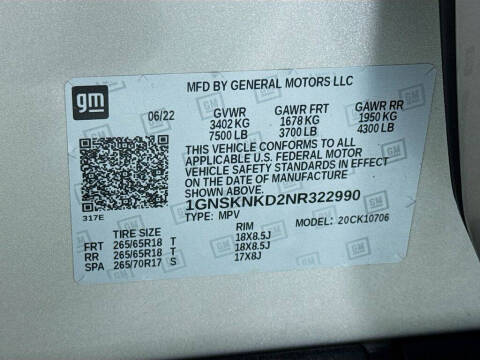 gm
MFD BY GENERAL MOTORS LLC
06/22 GVWR GAWR FRT GAWR RR
3402 KG 1678 KG 1950 KG
7500 LB 3700 LB 4300 LB
THIS VEHICLE CONFORMS TO ALL
APPLICABLE U.S. FEDERAL MOTOR
VEHICLE SAFETY STANDARDS IN EFFECT
ON THE DATE OF MANUFACTURE
SHOWN ABOVE.
1GNSKNKD2NR322990
317E
TYPE: MPV MODEL: 20CK10706
TIRE SIZE RIM
FRT 265/65R18 T 18X8.5J
RR 265/65R18 T 18X8.5J
SPA 265/70R17 S 17X8J